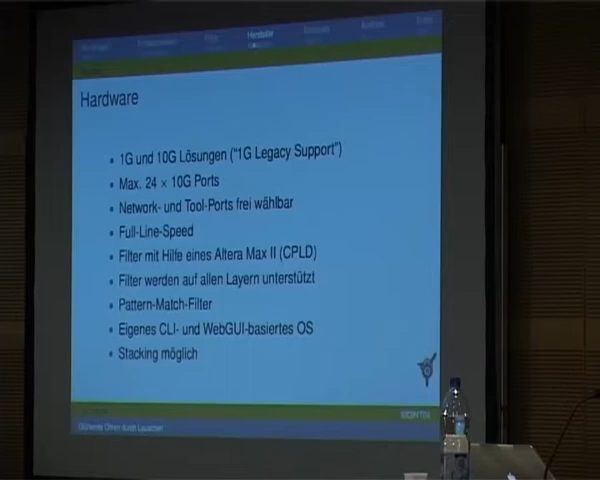 Hersteller
Hardware
1G und 10G Lösungen ("1G Legacy Support")
Max. 24 × 10G Ports
Network- und Tool-Ports frei wählbar
Full-Line-Speed
Filter mit Hilfe eines Altera Max II (CPLD)
Filter werden auf allen Layern unterstützt
Pattern-Match-Filter
Eigenes CLI- und WebGUI-basiertes OS
Stacking möglich